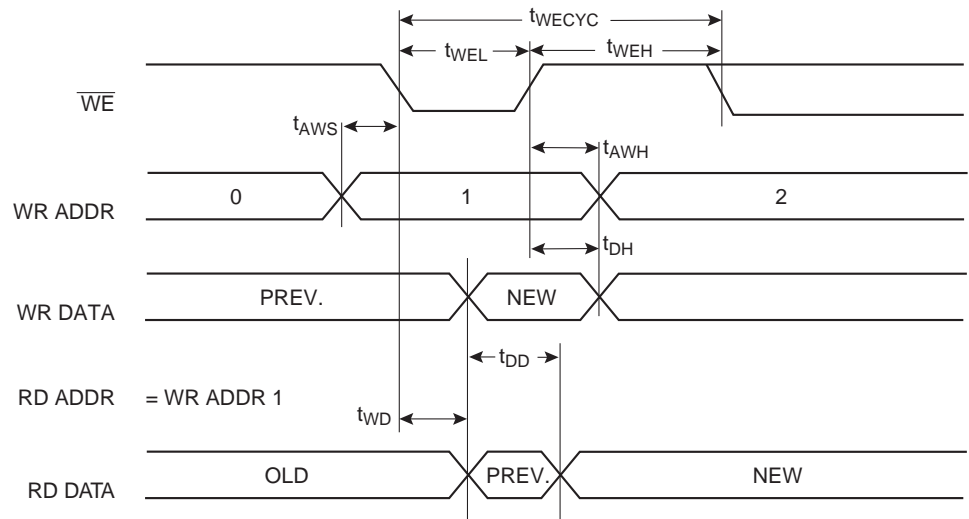 tWECYC
tWEL
tWEH
WE
tAWS
tAWH
WR ADDR
0
1
2
tDH
WR DATA
PREV.
NEW
tDD
RD ADDR = WR ADDR 1
tWD
RD DATA
OLD
PREV.
NEW